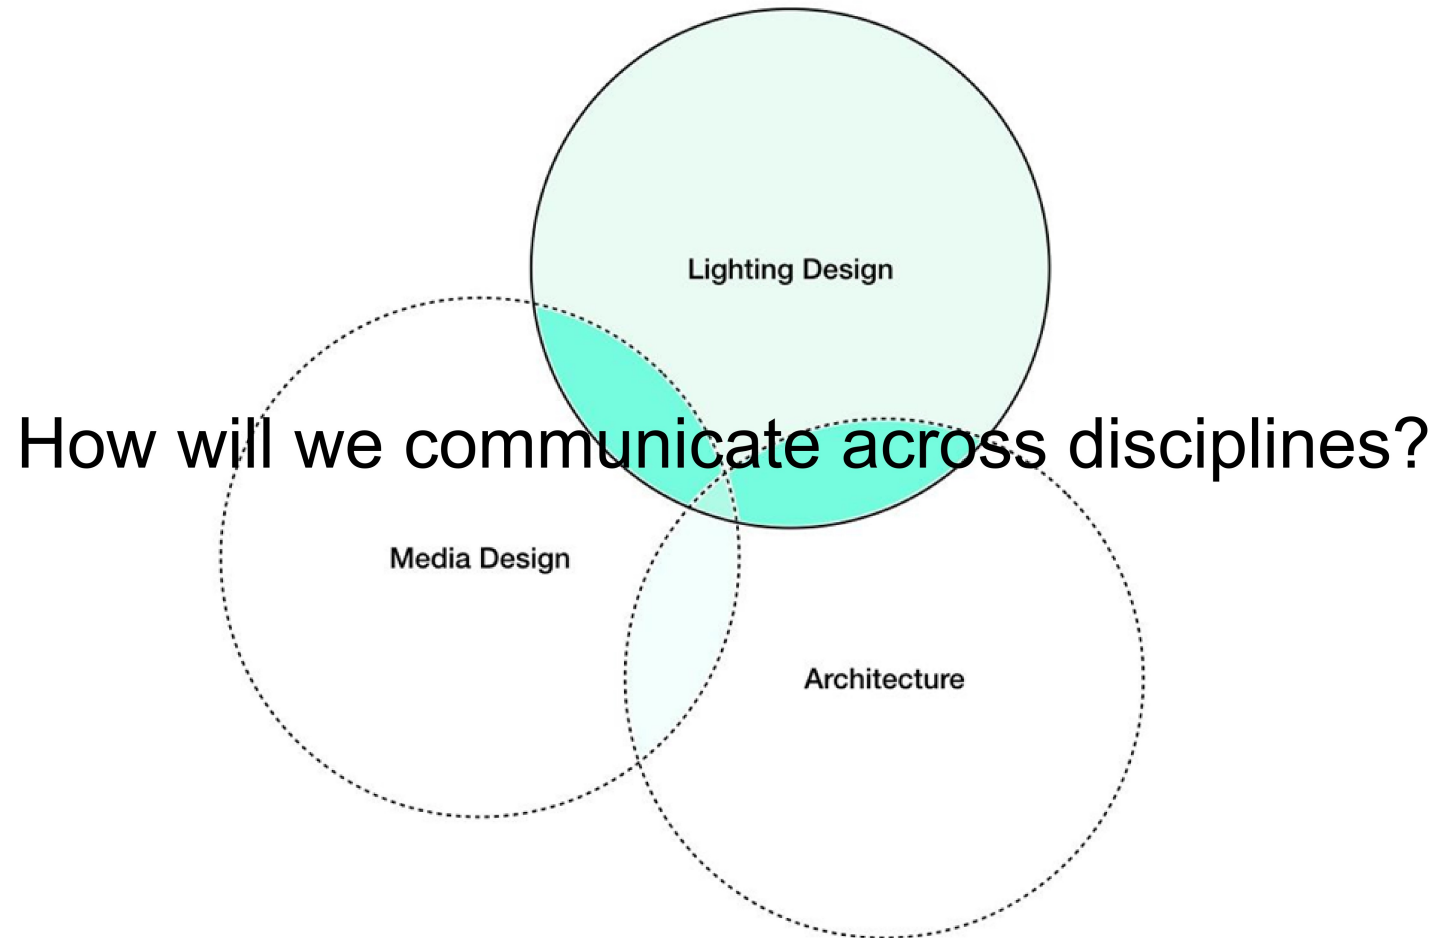 Lighting Design
How will we communicate across disciplines?
Media Design
Architecture